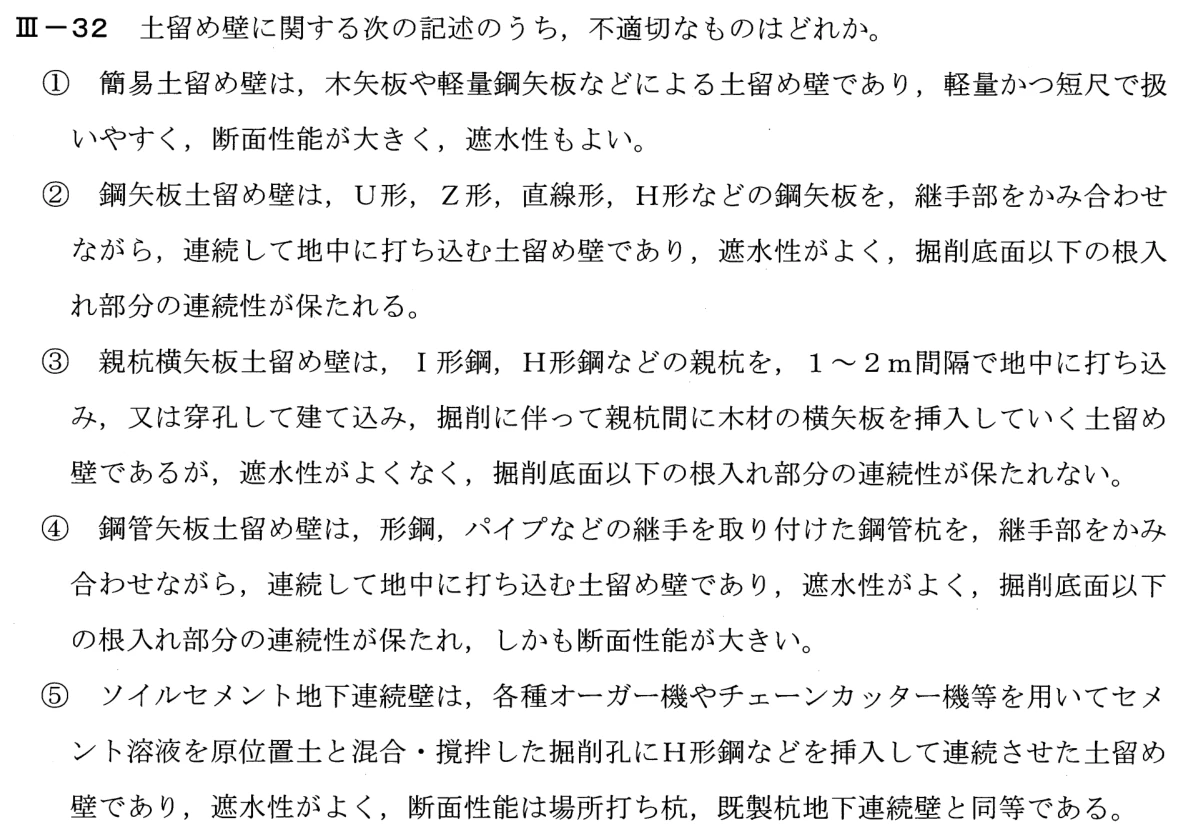 Ⅲ－32　土留め壁に関する次の記述のうち，不適切なものはどれか。
①　簡易土留め壁は，木矢板や軽量鋼矢板などによる土留め壁であり，軽量かつ短尺で扱
いやすく，断面性能が大きく，遮水性もよい。
②　鋼矢板土留め壁は，Ｕ形，Ｚ形，直線形，Ｈ形などの鋼矢板を，継手部をかみ合わせ
ながら，連続して地中に打ち込む土留め壁であり，遮水性がよく，掘削底面以下の根入
れ部分の連続性が保たれる。
③　親杭横矢板土留め壁は，Ｉ形鋼，Ｈ形鋼などの親杭を，１～２ｍ間隔で地中に打ち込
み，又は穿孔して建て込み，掘削に伴って親杭間に木材の横矢板を挿入していく土留め
壁であるが，遮水性がよくなく，掘削底面以下の根入れ部分の連続性が保たれない。
④　鋼管矢板土留め壁は，形鋼，パイプなどの継手を取り付けた鋼管杭を，継手部をかみ
合わせながら，連続して地中に打ち込む土留め壁であり，遮水性がよく，掘削底面以下
の根入れ部分の連続性が保たれ，しかも断面性能が大きい。
⑤　ソイルセメント地下連続壁は，各種オーガー機やチェーンカッター機等を用いてセメ
ント溶液を原位置土と混合・撹拌した掘削孔にＨ形鋼などを挿入して連続させた土留め
壁であり，遮水性がよく，断面性能は場所打ち杭，既製杭地下連続壁と同等である。